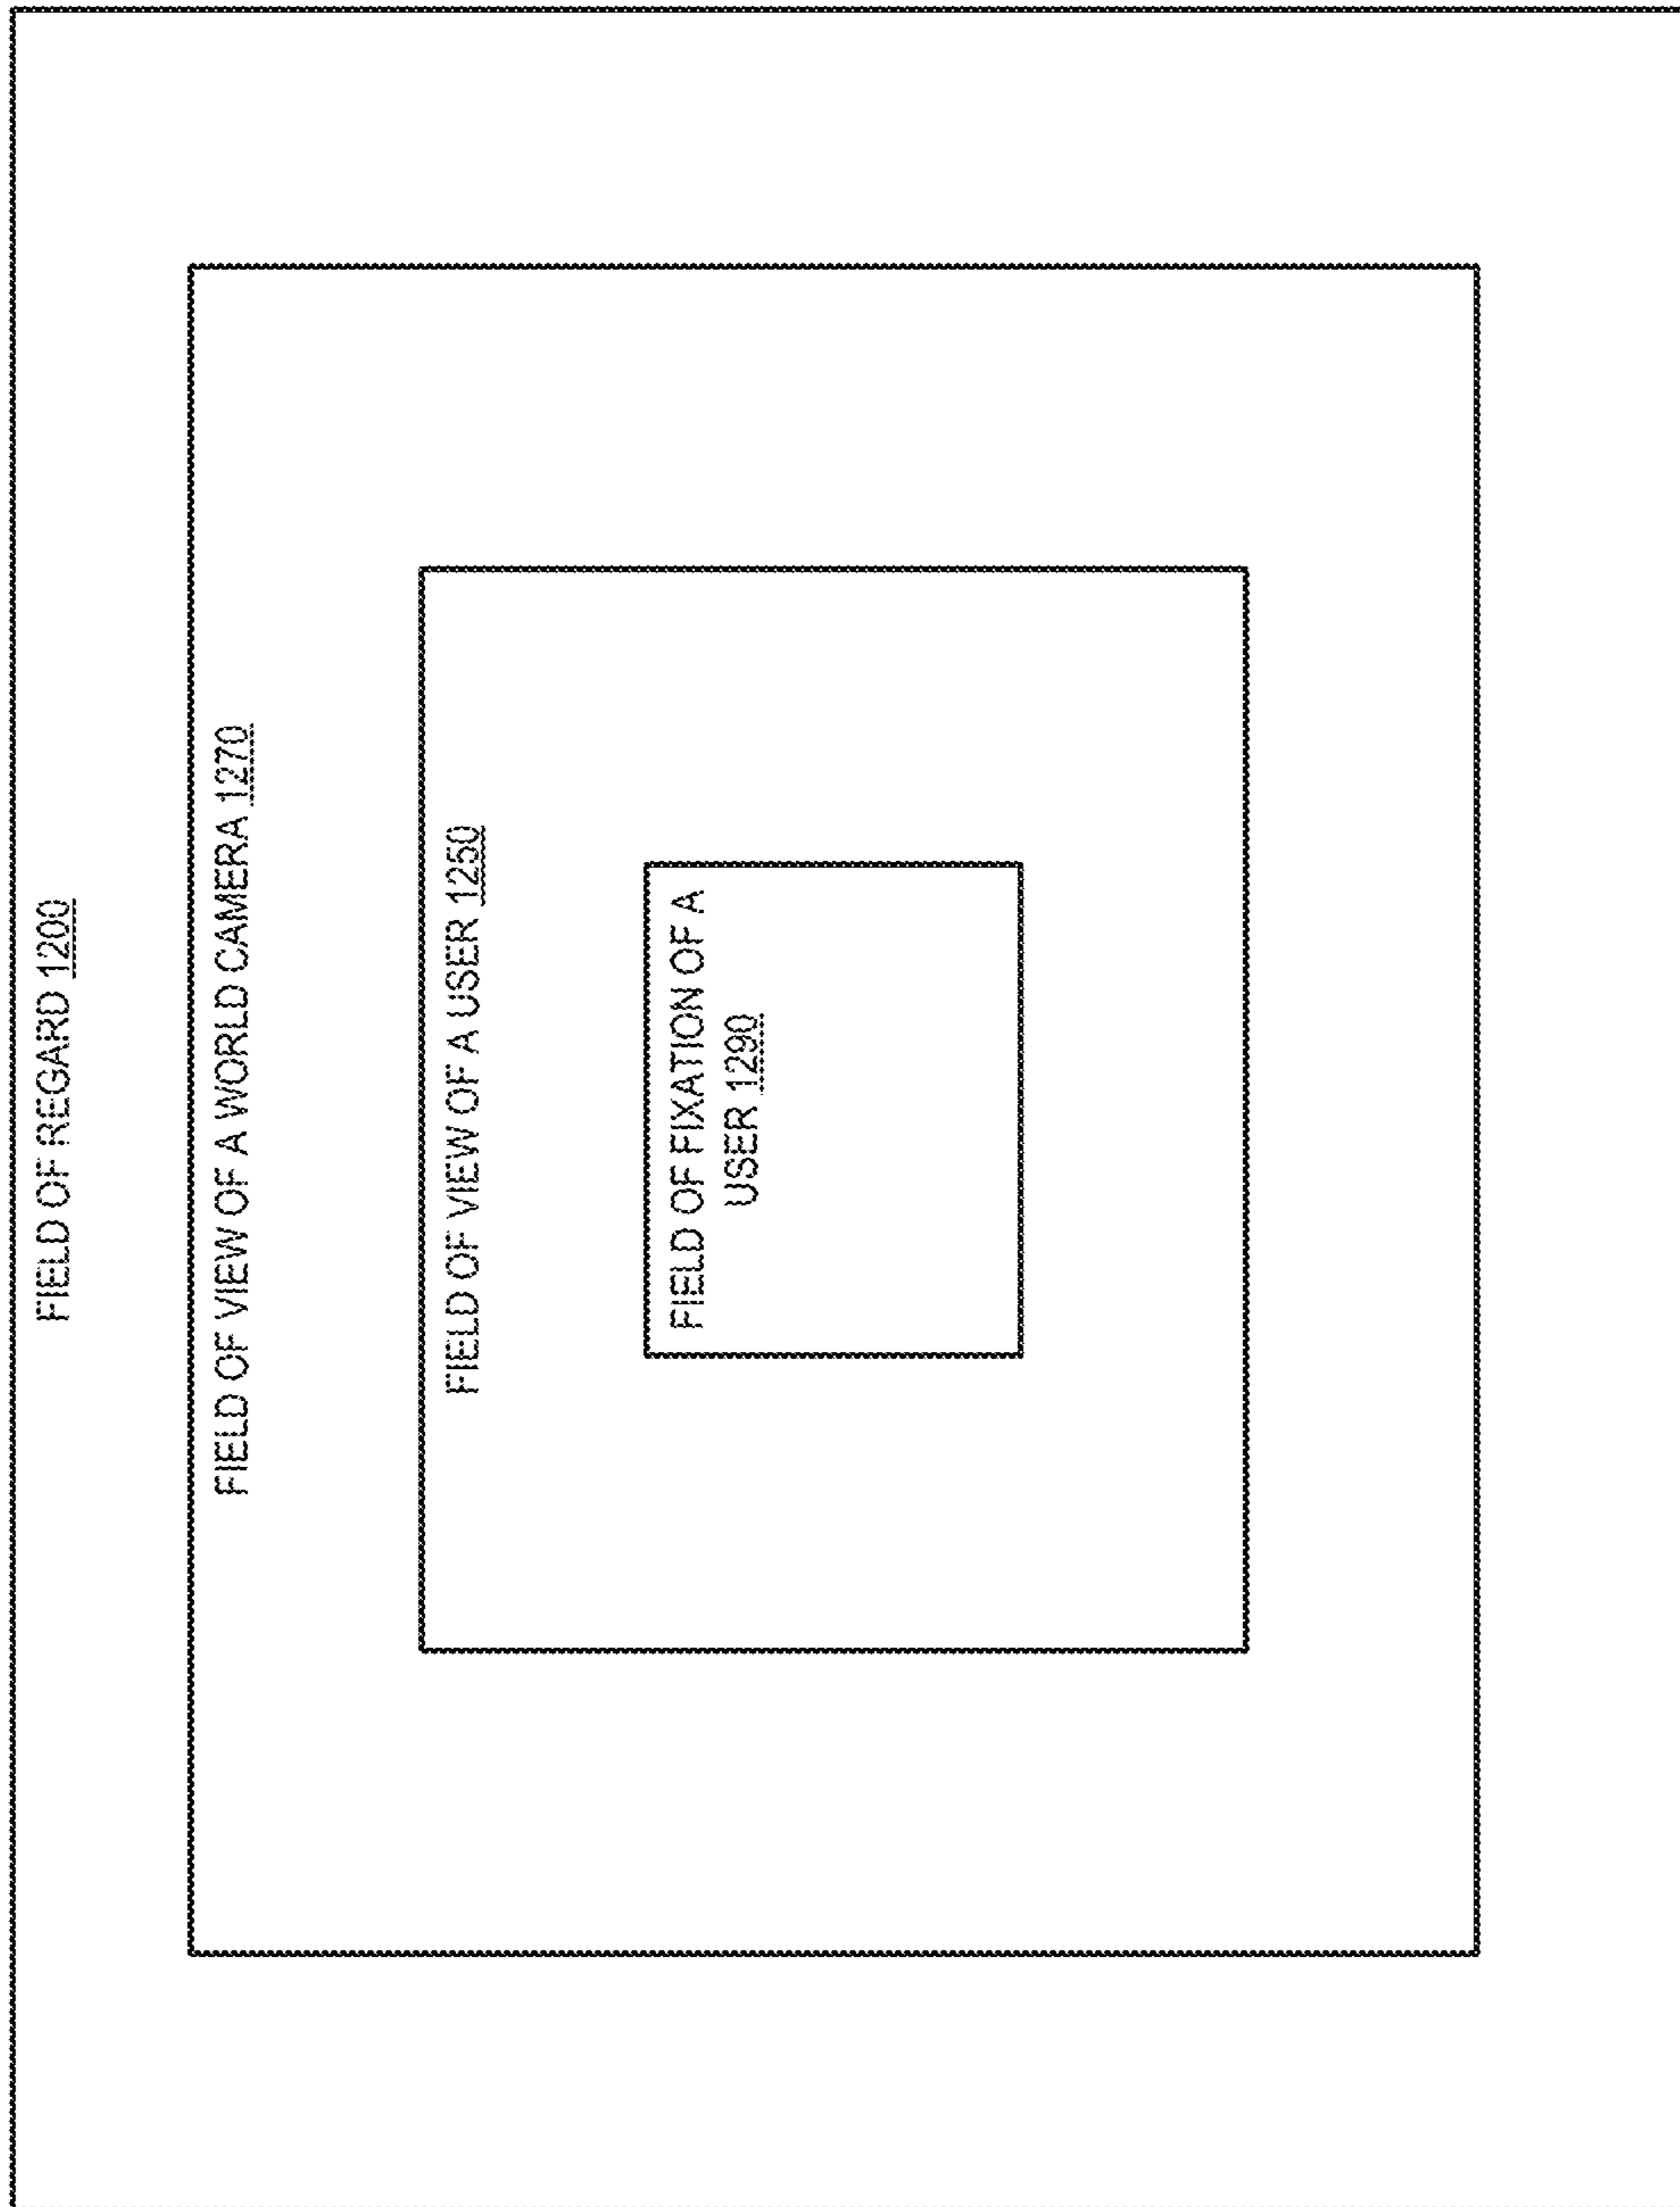 FIELD OF REGARD 1200
FIELD OF VIEW OF A WORLD CAMERA 1270
FIELD OF VIEW OF A USER 1250
FIELD OF FIXATION OF A
USER 1290